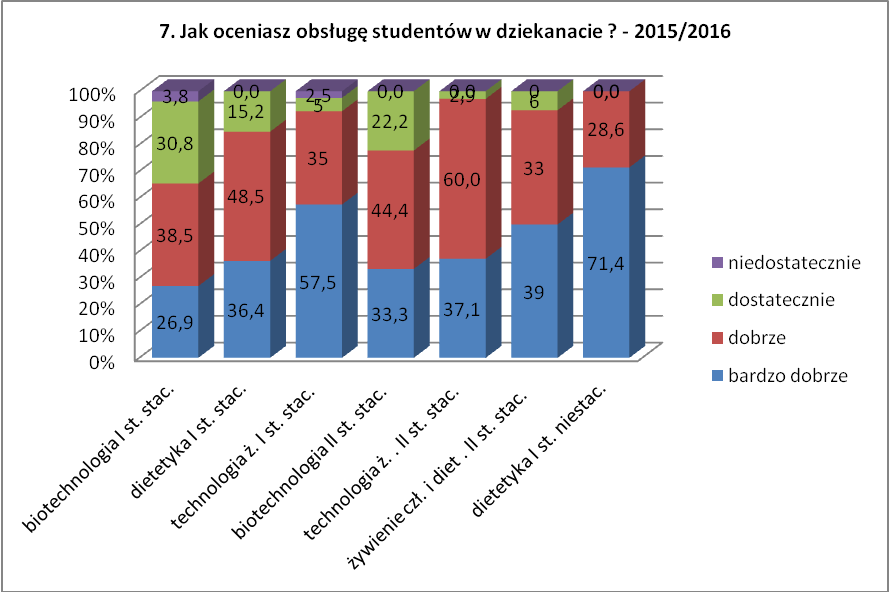 7. Jak oceniasz obsługę studentów w dziekanacie ? - 2015/2016
100%
90%
80%
70%
60%
50%
40%
30%
20%
10%
0%
3,8 0,0 2,5 0,0 0,0 0 0,0
30,8 15,2 5 22,2 2,9 6
38,5 48,5 35 44,4 60,0 33 28,6
26,9 36,4 57,5 33,3 37,1 39 71,4
biotechnologia I st. stac.
dietetyka I st. stac.
technologia ż. I st. stac.
biotechnologia II st. stac.
technologia ż. . II st. stac.
żywienie czł. i diet . II st. stac.
dietetyka I st. niestac.
niedostatecznie
dostatecznie
dobrze
bardzo dobrze